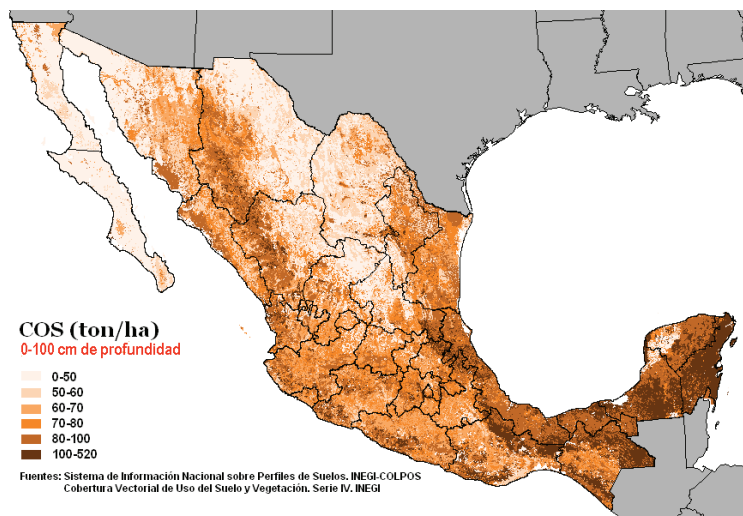 COS (ton/ha)
0-100 cm de profundidad
0-50
50-60
60-70
70-80
80-100
100-520
Fuentes: Sistema de Información Nacional sobre Perfiles de Suelos. INEGI-COLPOS
Cobertura Vectorial de Uso del Suelo y Vegetación. Serie IV. INEGI